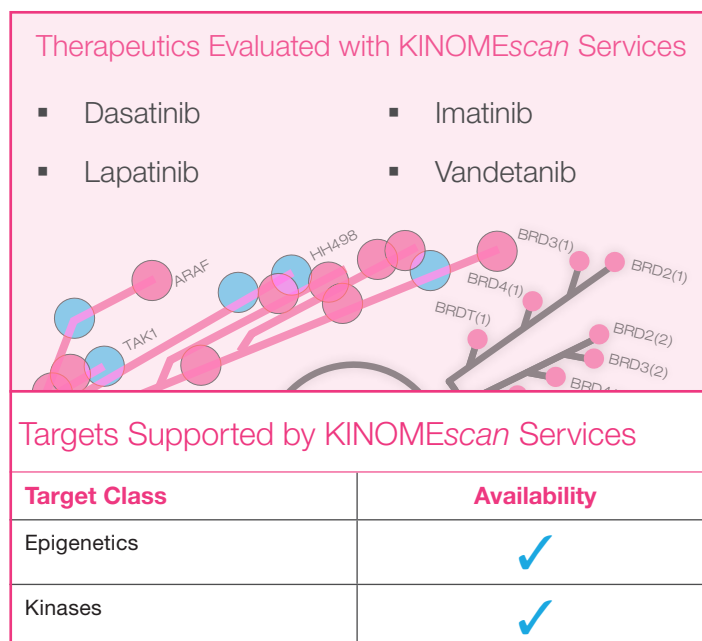 Therapeutics Evaluated with KINOMEscan Services
▪ Dasatinib
▪ Imatinib
▪ Lapatinib
▪ Vandetanib
ARAF
HH498
TAK1
BRD3(1)
BRD2(1)
BRD4(1)
BRDT(1)
BRD2(2)
BRD3(2)
Targets Supported by KINOMEscan Services
Target Class Availability
Epigenetics ✓
Kinases ✓